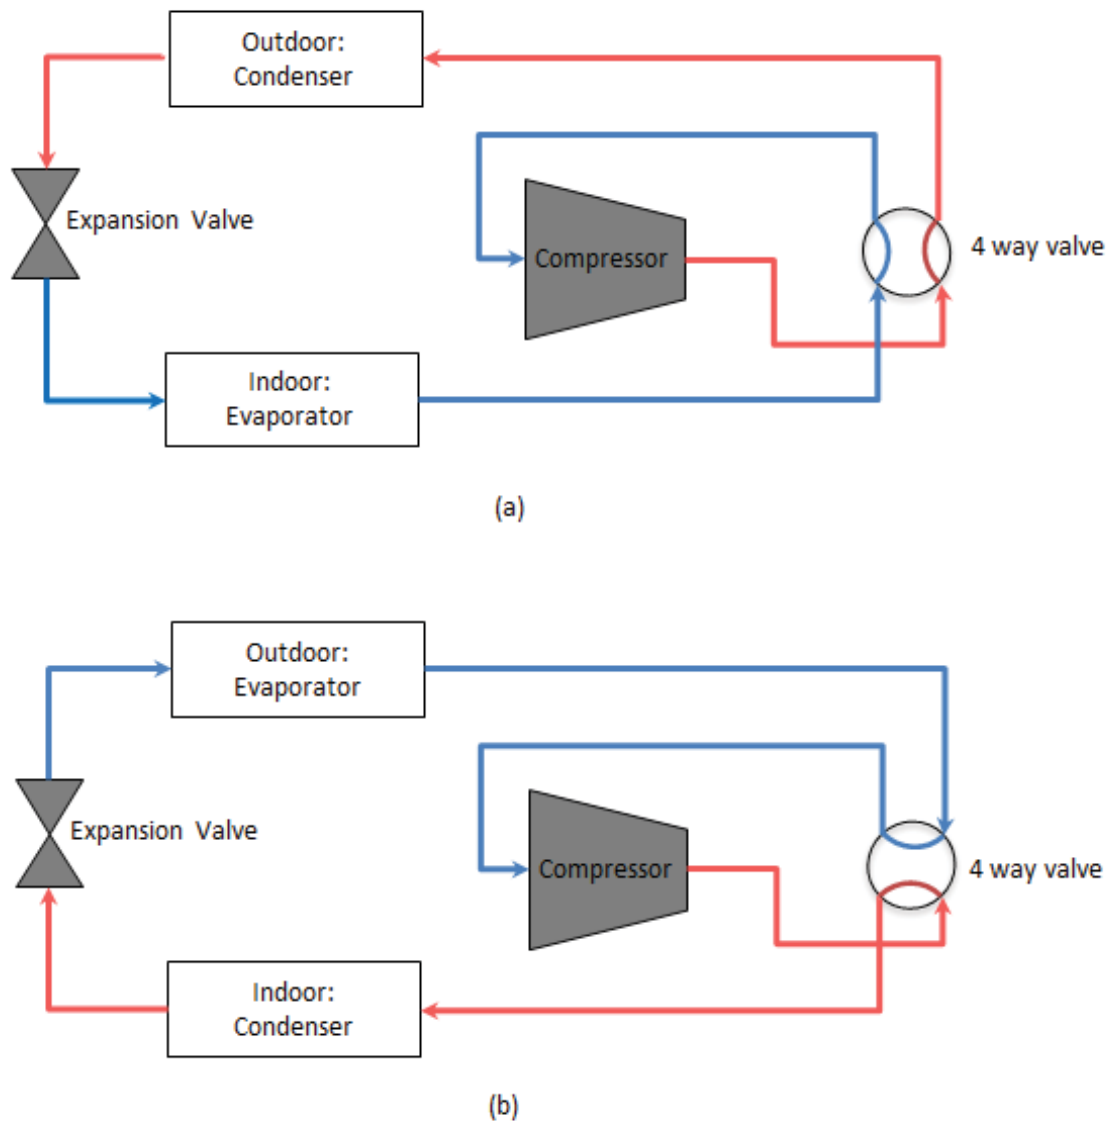 Outdoor:
Condenser
Expansion Valve
Compressor
4 way valve
Indoor:
Evaporator
(a)
Outdoor:
Evaporator
Expansion Valve
Compressor
4 way valve
Indoor:
Condenser
(b)